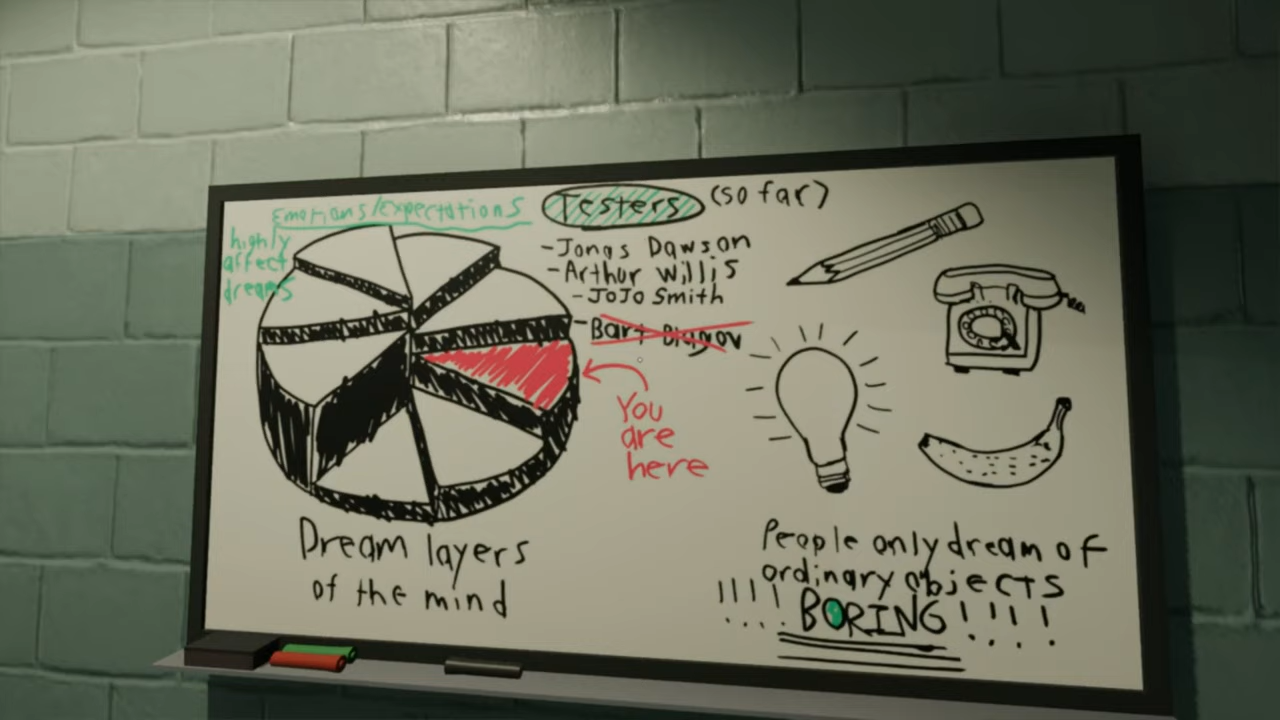 Emotions/expectations
highly
affect
dreams
Testers (so far)
-Jonas Dawson
-Arthur Willis
-JoJo Smith
-Bart
You
are
here
Dream layers
of the mind
People only dream of
ordinary objects
!!!! BORING!!!!